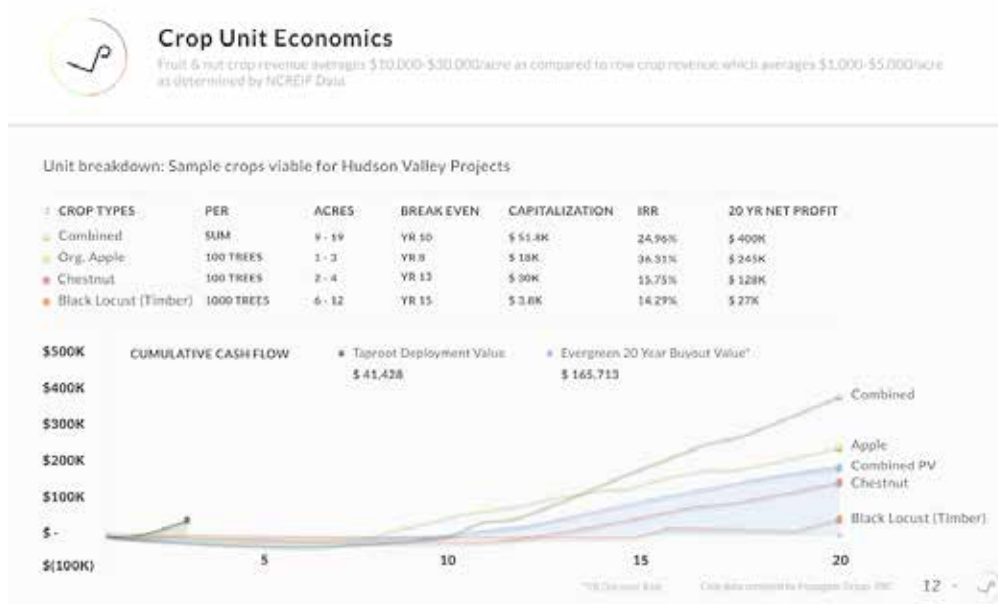 Crop Unit Economics
Fruit & nut crop revenue averages $10,000-$30,000/acre as compared to row crop revenue which averages $1,000-$5,000/acre
as determined by NCREIF Data
Unit breakdown: Sample crops viable for Hudson Valley Projects
CROP TYPES PER ACRES BREAK EVEN CAPITALIZATION IRR 20 YR NET PROFIT
Combined SUM 9 - 19 YR 10 $ 51.8K 24.96% $ 400K
Org. Apple 100 TREES 1 - 3 YR 8 $ 18K 36.31% $ 245K
Chestnut 100 TREES 2 - 4 YR 13 $ 30K 15.75% $ 128K
Black Locust (Timber) 1000 TREES 6 - 12 YR 15 $ 3.8K 14.29% $ 27K
$500K
CUMULATIVE CASH FLOW
Taproot Deployment Value
Evergreen 20 Year Buyout Value*
$ 41,428
$ 165,713
$400K
Combined
$300K
$200K
Apple
Combined PV
Chestnut
$100K
Black Locust (Timber)
$ -
$(100K)
5 10 15 20
12